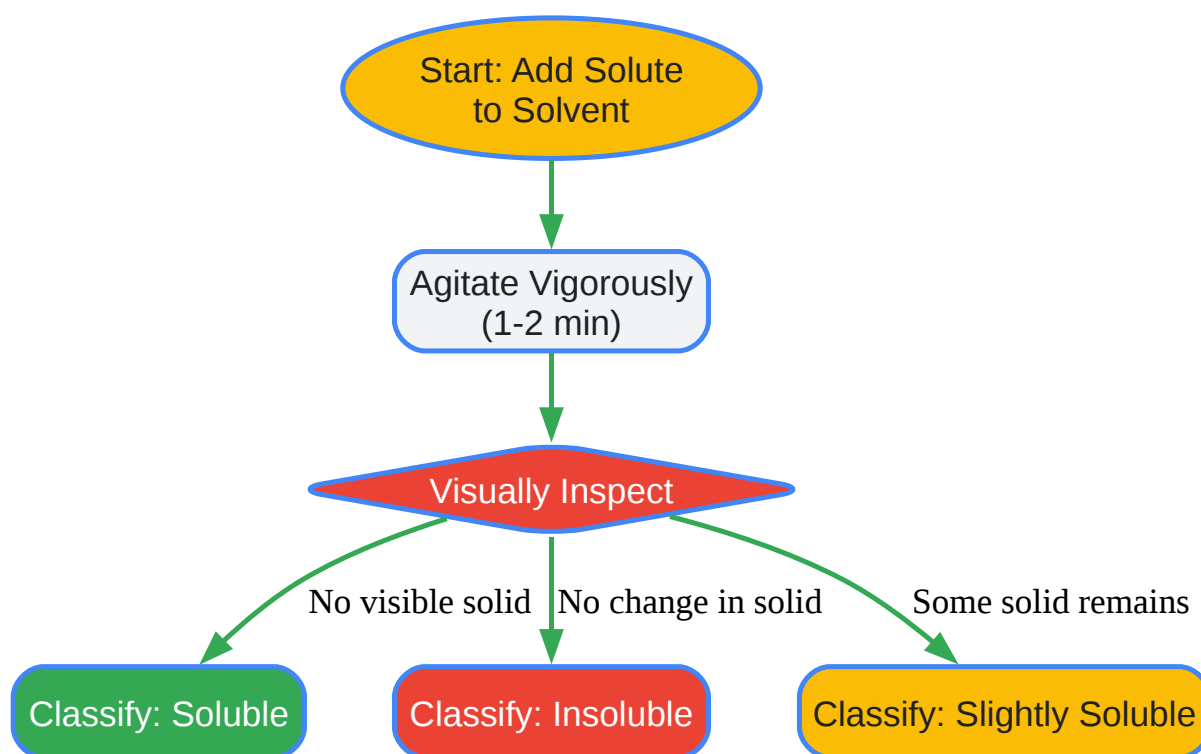 Start: Add Solute
to Solvent
Agitate Vigorously
(1-2 min)
Visually Inspect
No visible solid
No change in solid
Some solid remains
Classify: Soluble
Classify: Insoluble
Classify: Slightly Soluble